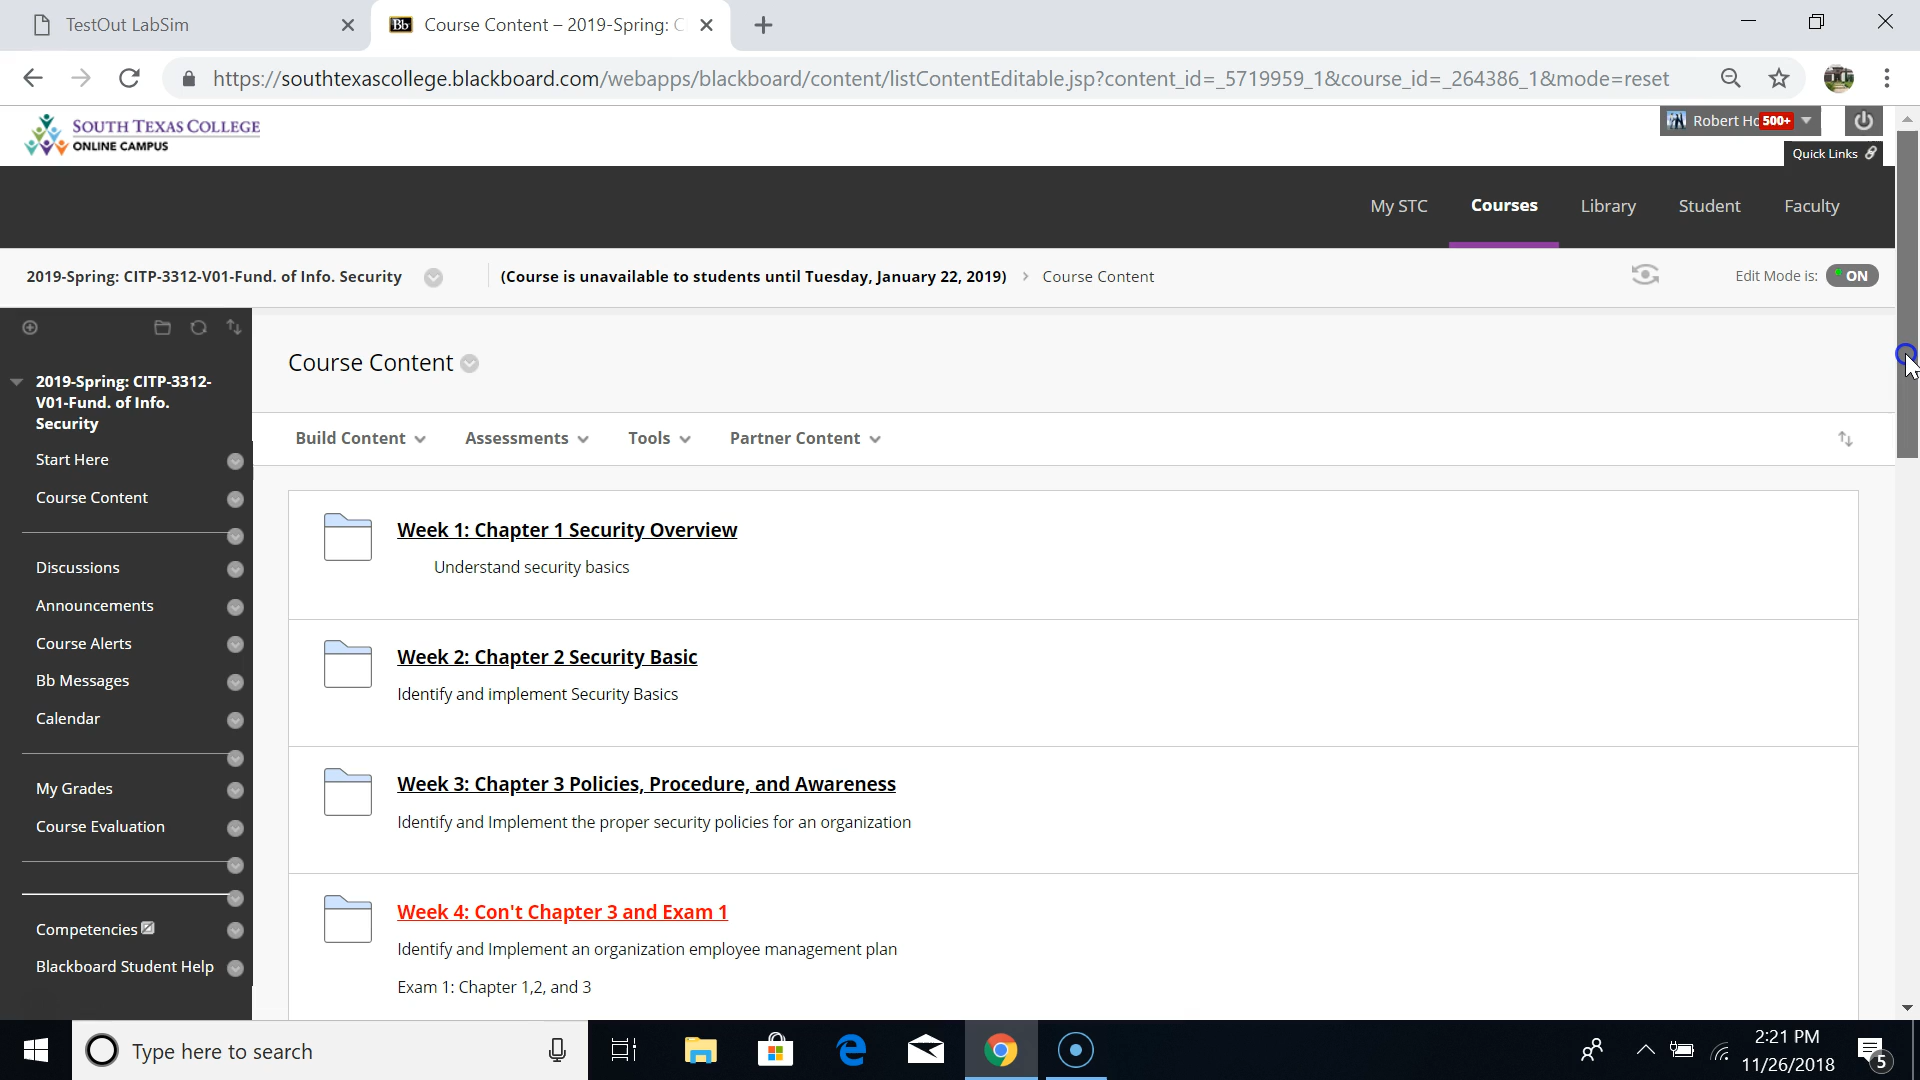 TestOut LabSim
Bb Course Content – 2019-Spring: C
https://southtexascollege.blackboard.com/webapps/blackboard/content/listContentEditable.jsp?content_id=_5719959_1&course_id=_264386_1&mode=reset
SOUTH TEXAS COLLEGE
ONLINE CAMPUS
Robert Ho 500+
Quick Links
My STC Courses Library Student Faculty
2019-Spring: CITP-3312-V01-Fund. of Info. Security (Course is unavailable to students until Tuesday, January 22, 2019) Course Content Edit Mode is: ON
2019-Spring: CITP-3312-
V01-Fund. of Info.
Security
Start Here
Course Content
Discussions
Announcements
Course Alerts
Bb Messages
Calendar
My Grades
Course Evaluation
Competencies
Blackboard Student Help
Course Content
Build Content Assessments Tools Partner Content
Week 1: Chapter 1 Security Overview
Understand security basics
Week 2: Chapter 2 Security Basic
Identify and implement Security Basics
Week 3: Chapter 3 Policies, Procedure, and Awareness
Identify and Implement the proper security policies for an organization
Week 4: Con't Chapter 3 and Exam 1
Identify and Implement an organization employee management plan
Exam 1: Chapter 1,2, and 3
Type here to search
2:21 PM
11/26/2018
5